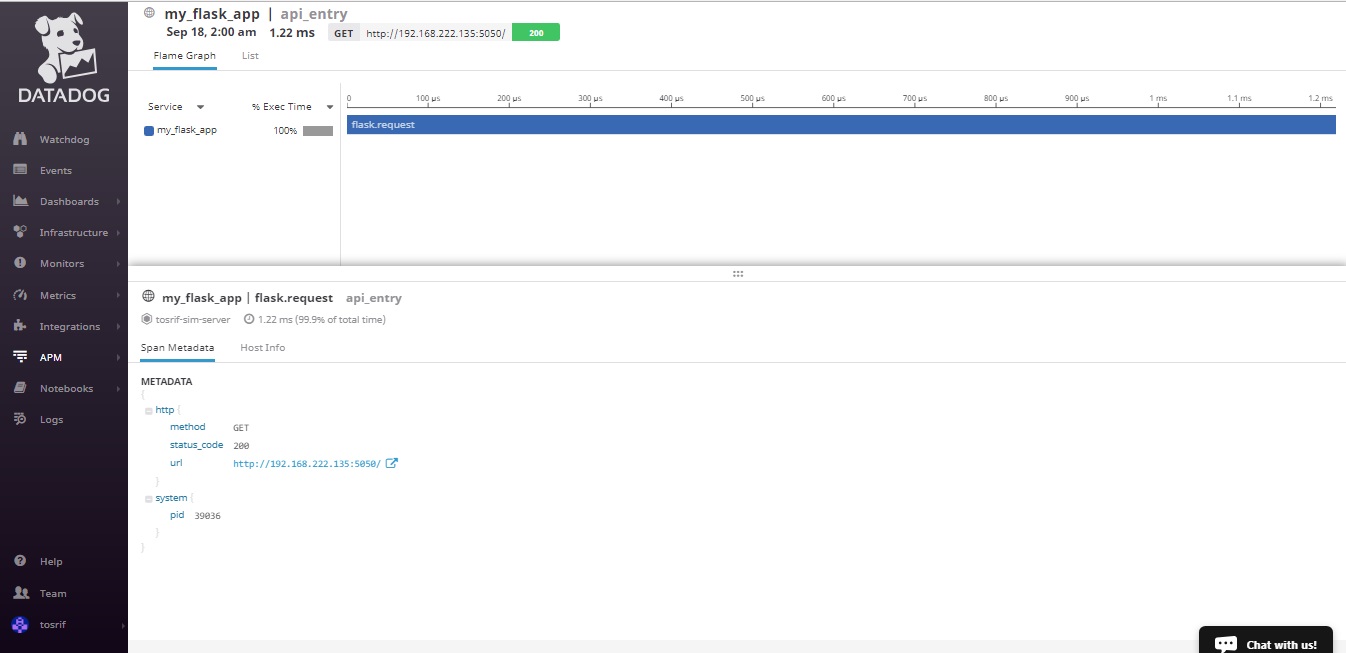 DATADOG
Watchdog
Events
Dashboards
Infrastructure
Monitors
Metrics
Integrations
APM
Notebooks
Logs
Help
Team
tosrif
my_flask_app | api_entry
Sep 18, 2:00 am 1.22 ms GET http://192.168.222.135:5050/ 200
Flame Graph List
Service % Exec Time
my_flask_app 100%
0 100 µs 200 µs 300 µs 400 µs 500 µs 600 µs 700 µs 800 µs 900 µs 1 ms 1.1 ms 1.2 ms
flask.request
my_flask_app | flask.request api_entry
tosrif-sim-server 1.22 ms (99.9% of total time)
Span Metadata Host Info
METADATA
{
http {
method GET
status_code 200
url http://192.168.222.135:5050/
}
system {
pid 39036
}
}
Chat with us!